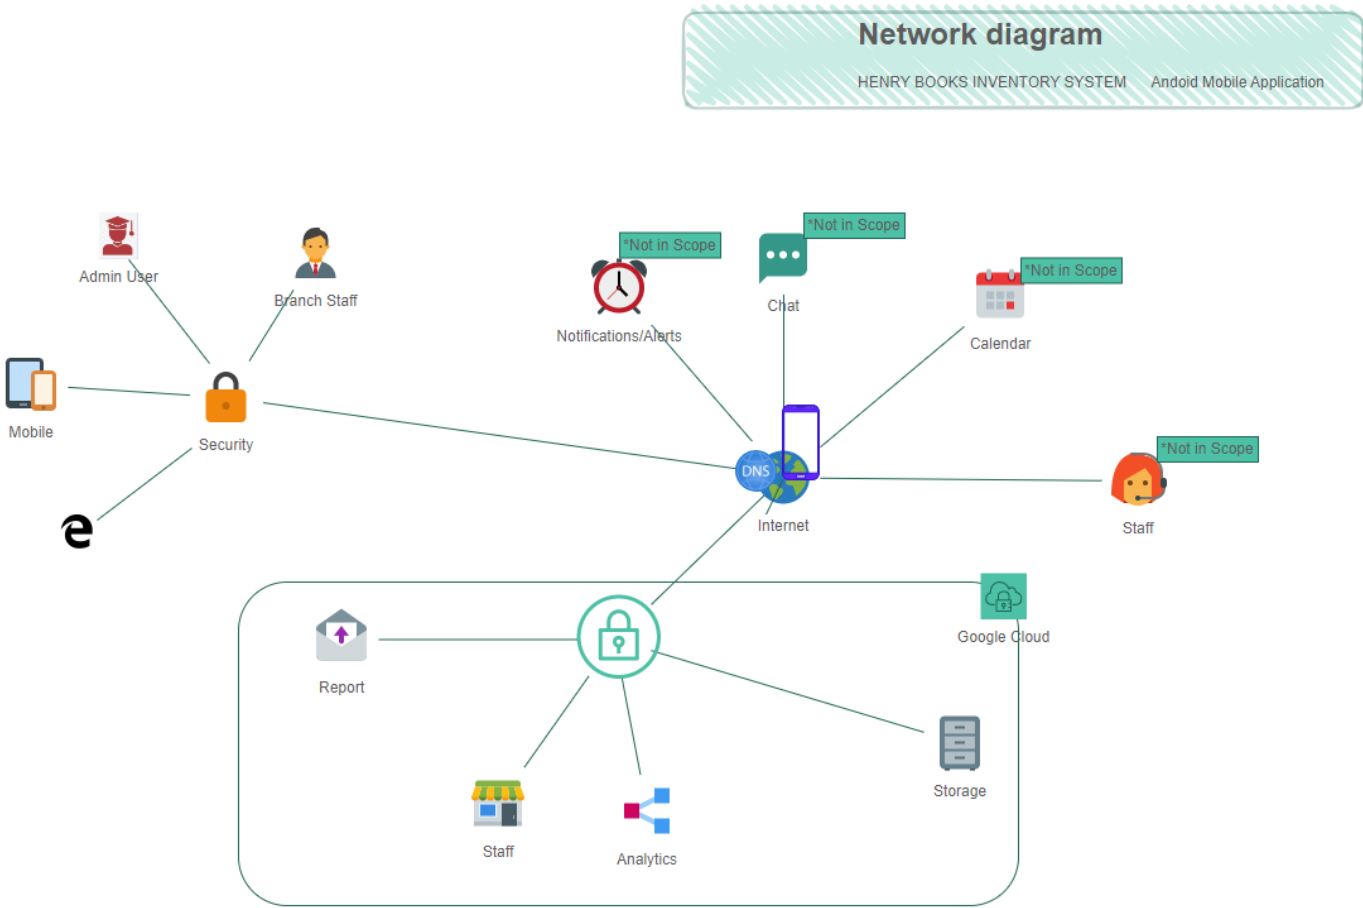 Network diagram
HENRY BOOKS INVENTORY SYSTEM Andoid Mobile Application
Admin User
Branch Staff
*Not in Scope
Notifications/Alerts
*Not in Scope
Chat
*Not in Scope
Calendar
Mobile
Security
DNS
Internet
*Not in Scope
Staff
Google Cloud
Report
Staff
Analytics
Storage